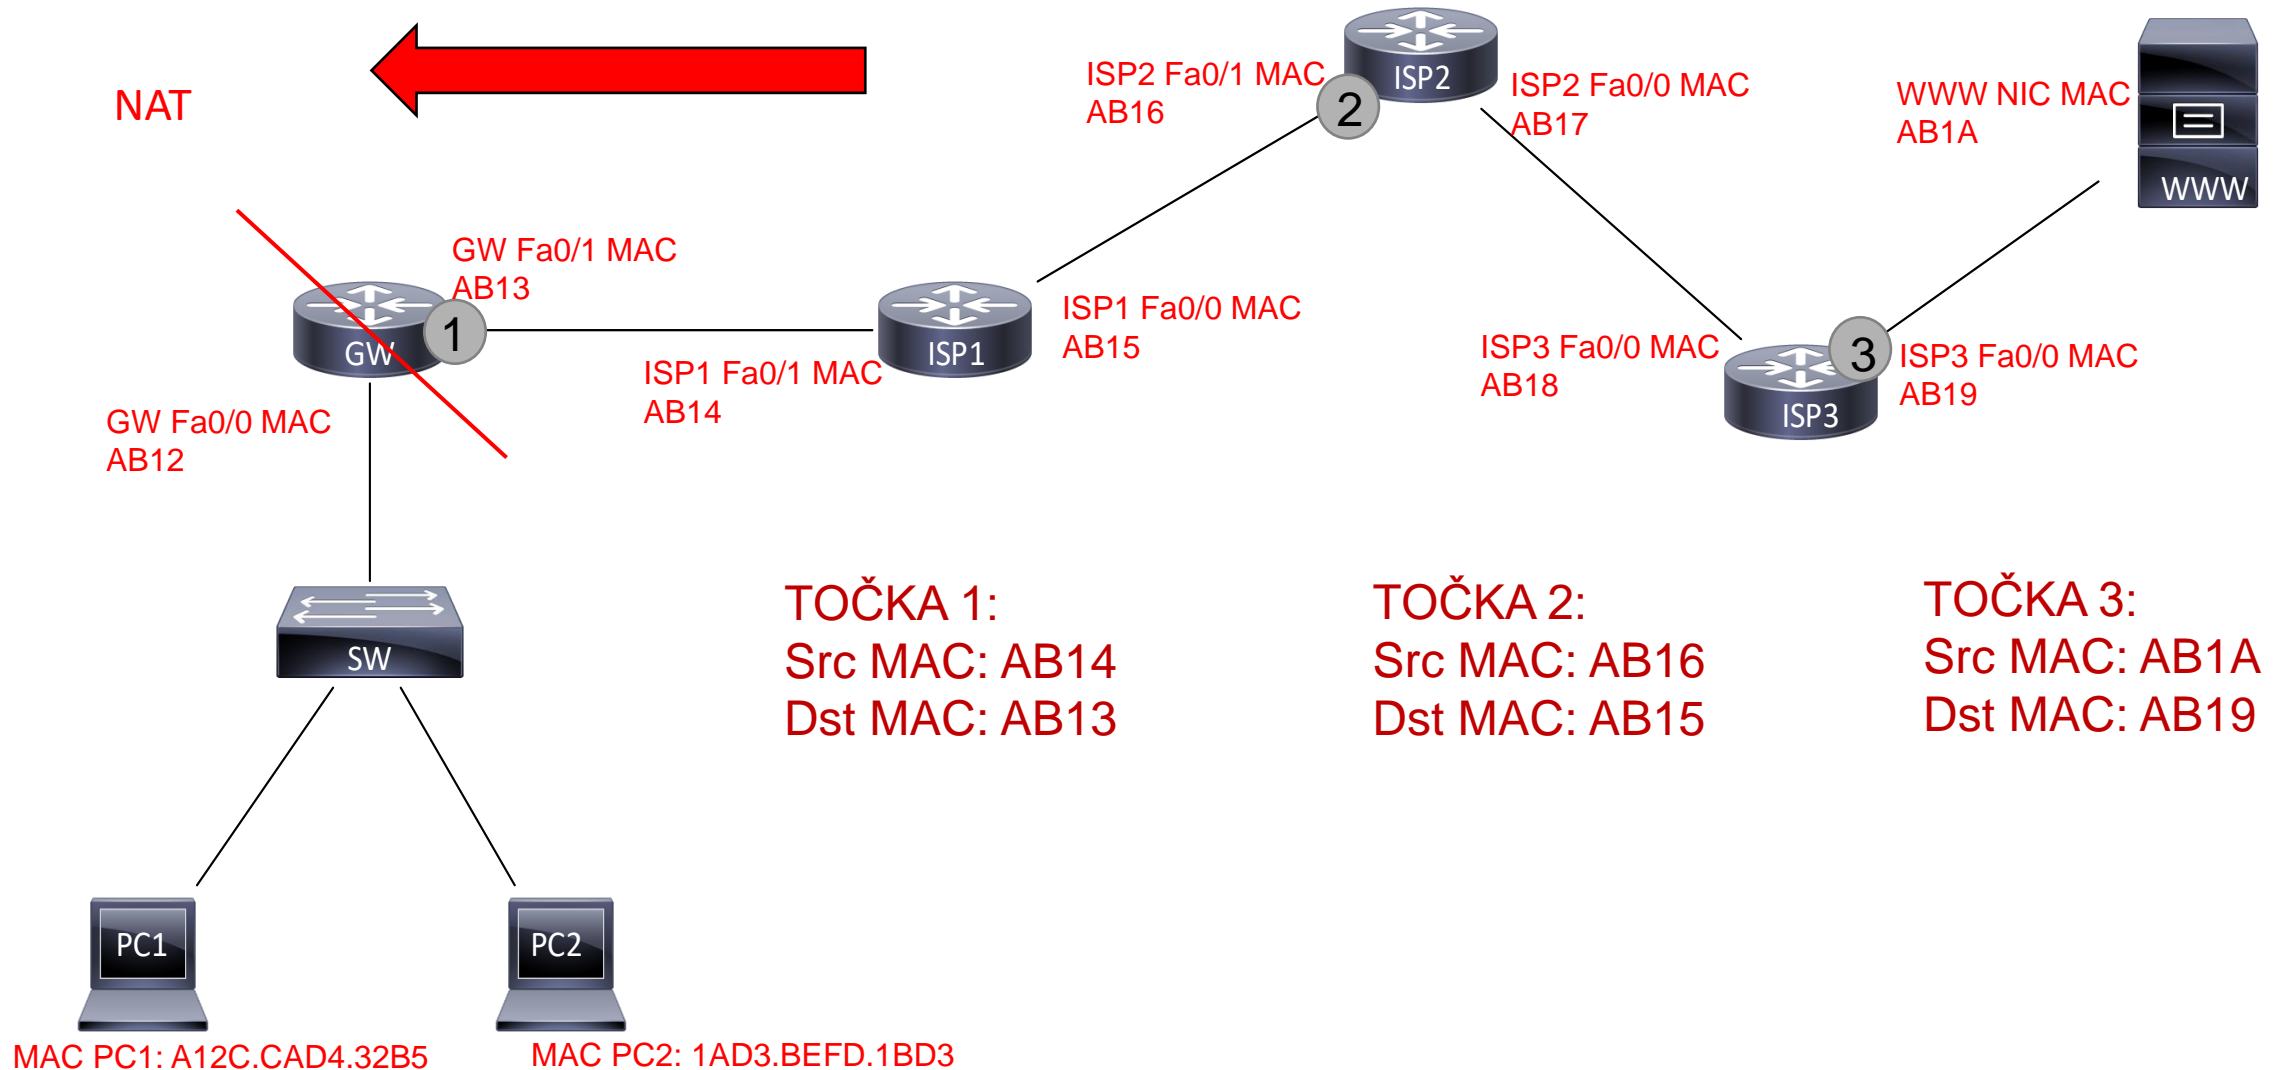 NAT
ISP2 Fa0/1 MAC
AB16
2
ISP2
ISP2 Fa0/0 MAC
AB17
WWW NIC MAC
AB1A
WWW
GW Fa0/1 MAC
AB13
1
GW
GW Fa0/0 MAC
AB12
ISP1 Fa0/1 MAC
AB14
ISP1
ISP1 Fa0/0 MAC
AB15
ISP3 Fa0/0 MAC
AB18
3
ISP3
ISP3 Fa0/0 MAC
AB19
SW
TOČKA 1:
Src MAC: AB14
Dst MAC: AB13
TOČKA 2:
Src MAC: AB16
Dst MAC: AB15
TOČKA 3:
Src MAC: AB1A
Dst MAC: AB19
PC1
PC2
MAC PC1: A12C.CAD4.32B5
MAC PC2: 1AD3.BEFD.1BD3